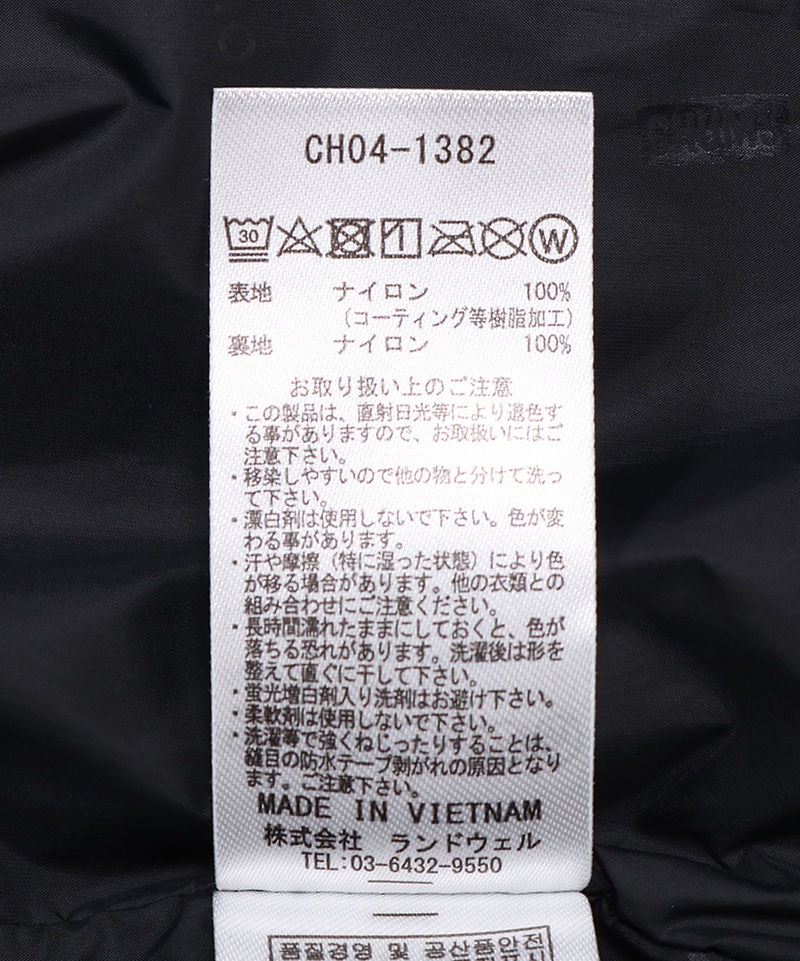 CHUMS
CH04-1382
30
W
表地 ナイロン 100%
(コーティング等樹脂加工)
裏地 ナイロン 100%
お取り扱い上のご注意
・この製品は、直射日光等により退色す
る事がありますので、お取扱いにはご
注意下さい。
・移染しやすいので他の物と分けて洗っ
て下さい。
・漂白剤は使用しないで下さい。色が変
わる事があります。
・汗や摩擦（特に湿った状態）により色
が移る場合があります。他の衣類との
組み合わせにご注意ください。
・長時間濡れたままにしておくと、色が
落ちる恐れがあります。洗濯後は形を
整えて直ぐに干して下さい。
・蛍光増白剤入り洗剤はお避け下さい。
・柔軟剤は使用しないで下さい。
・洗濯等で強くねじったりすることは、
縫目の防水テープ剥がれの原因となり
ます。ご注意下さい。
MADE IN VIETNAM
株式会社 ランドウェル
TEL:03-6432-9550
품질경영 및 공산품안전